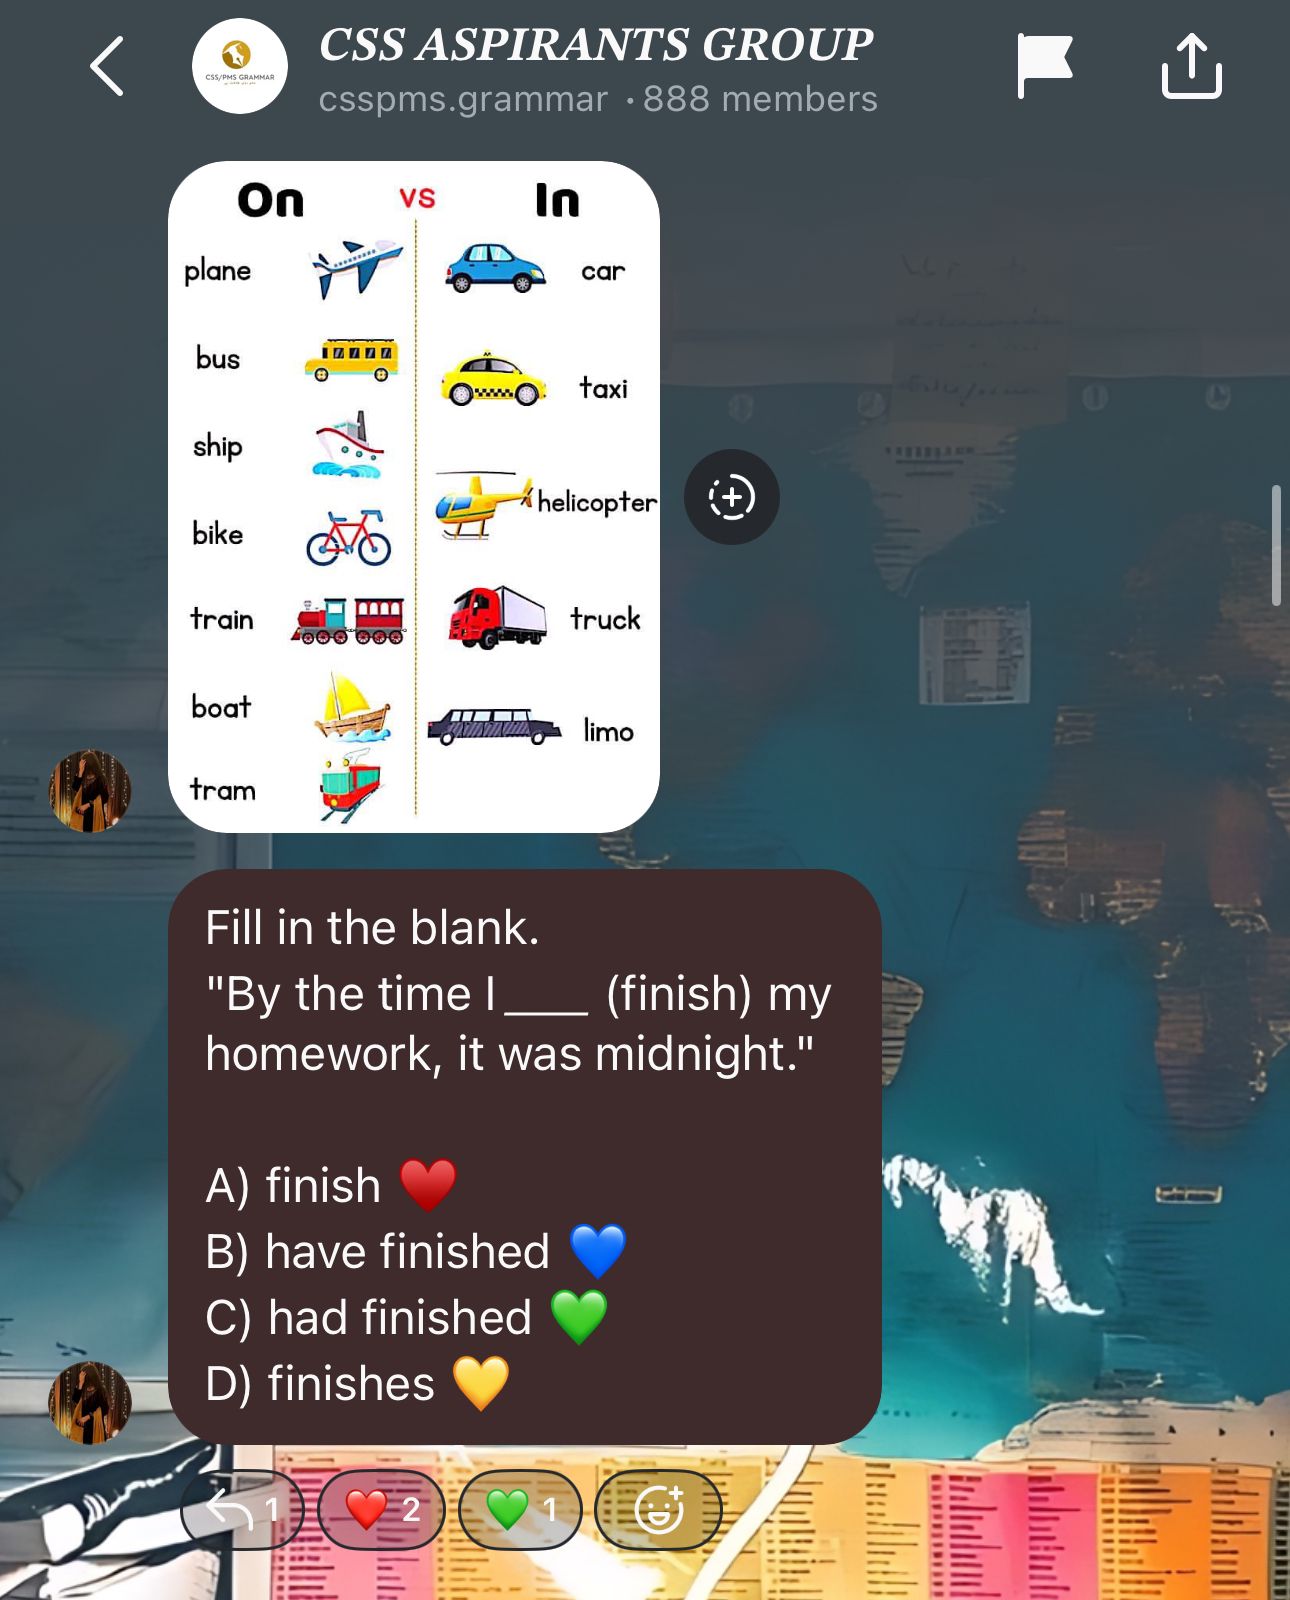 CSS ASPIRANTS GROUP
csspms.grammar · 888 members
CSS/PMS GRAMMAR
On vs In
plane
car
bus
taxi
ship
helicopter
bike
train
truck
boat
limo
tram
Fill in the blank.
"By the time I ____ (finish) my
homework, it was midnight."
A) finish ❤️
B) have finished 💙
C) had finished 💚
D) finishes 💛
1 ❤️ 2 💚 1